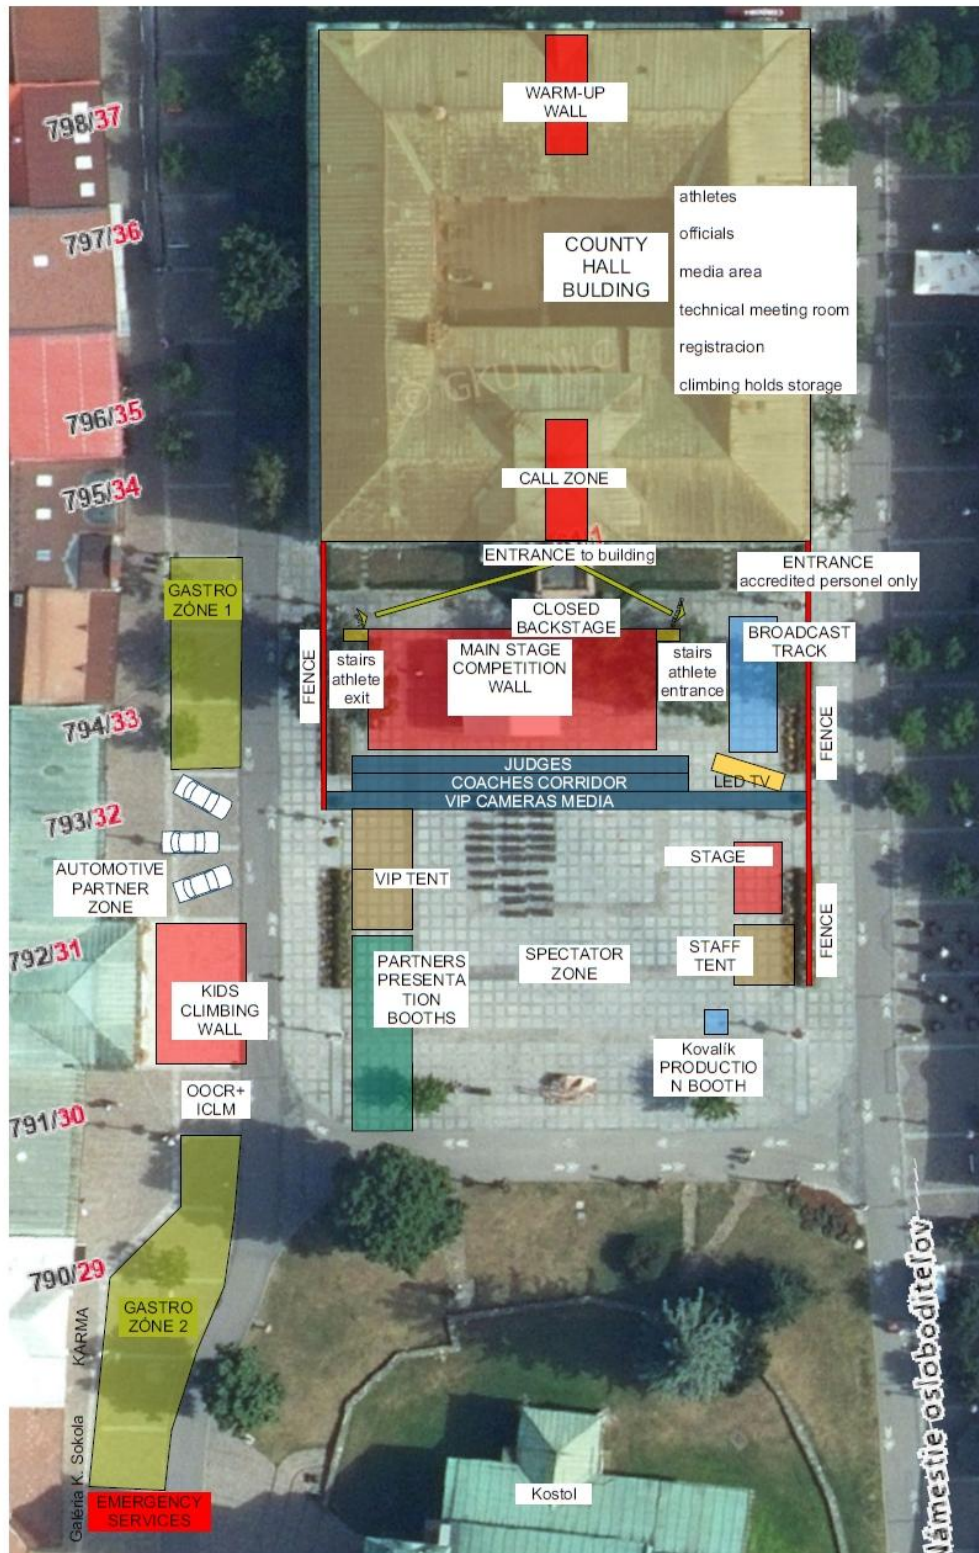 798/37
WARM-UP
WALL
797/36
COUNTY
HALL
BULDING
athletes
officials
media area
technical meeting room
registracion
climbing holds storage
796/35
795/34
CALL ZONE
ENTRANCE to building
ENTRANCE
accredited personel only
GASTRO
ZÓNE 1
CLOSED
BACKSTAGE
MAIN STAGE
COMPETITION
WALL
stairs
athlete
exit
stairs
athlete
entrance
BROADCAST
TRACK
FENCE
FENCE
794/33
JUDGES
COACHES CORRIDOR
VIP CAMERAS MEDIA
LED TV
793/32
AUTOMOTIVE
PARTNER
ZONE
VIP TENT
STAGE
792/31
KIDS
CLIMBING
WALL
PARTNERS
PRESENTA
TION
BOOTHS
SPECTATOR
ZONE
STAFF
TENT
FENCE
Kovalík
PRODUCTIO
N BOOTH
OOCR+
ICLM
791/30
790/29
GASTRO
ZÓNE 2
KARMA
Galéria K. Sokola
EMERGENCY
SERVICES
Kostol
Námestie osloboditeľov